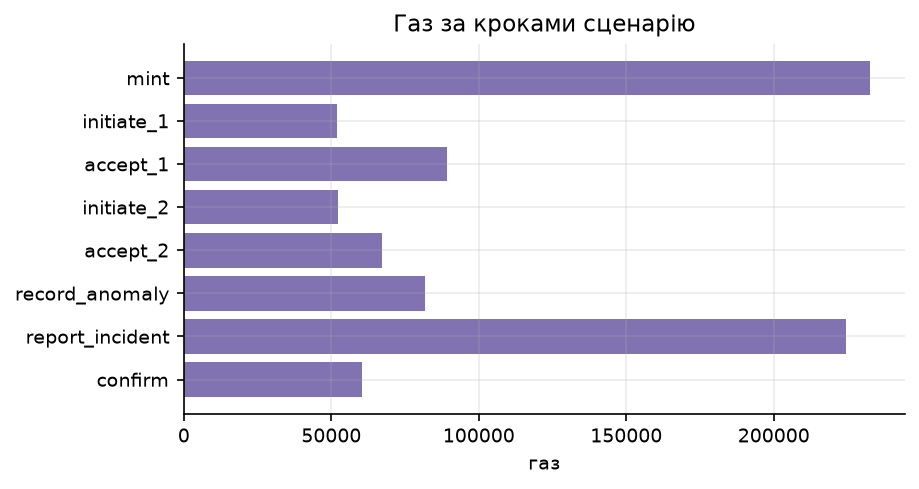 Газ за кроками сценарію
mint
initiate_1
accept_1
initiate_2
accept_2
record_anomaly
report_incident
confirm
0 50000 100000 150000 200000
газ